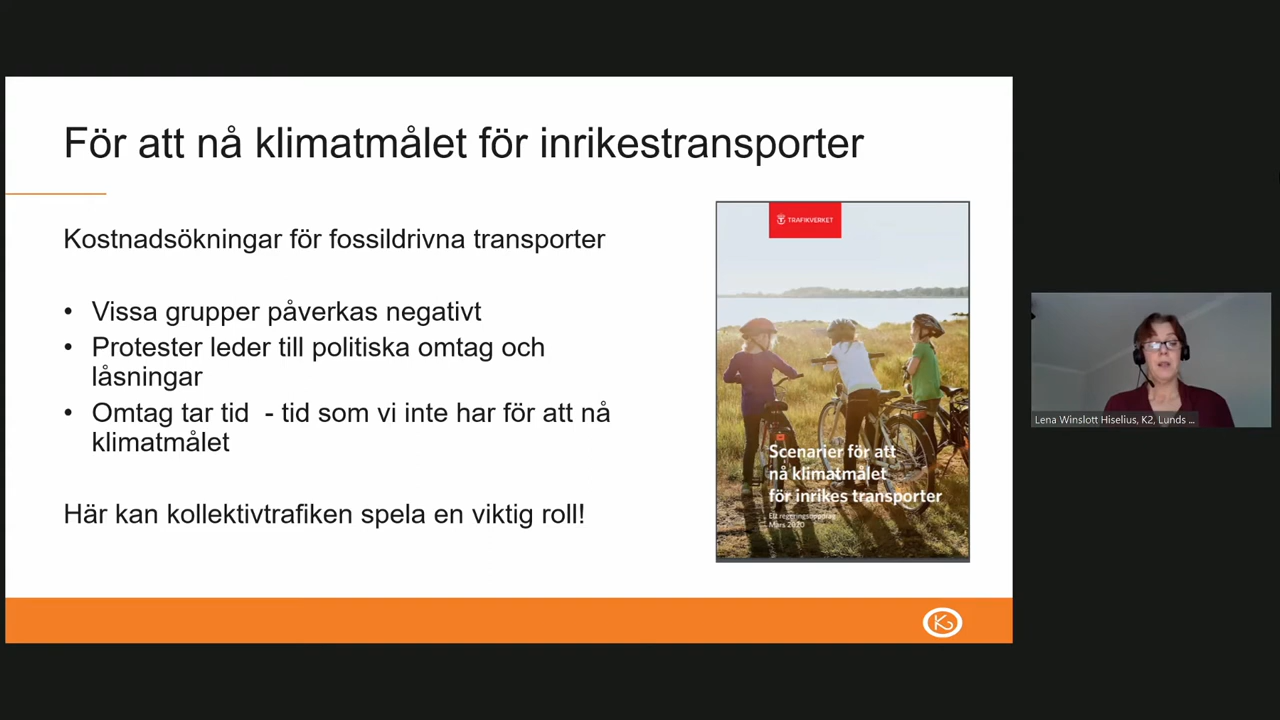 För att nå klimatmålet för inrikestransporter
Kostnadsökningar för fossildrivna transporter
• Vissa grupper påverkas negativt
• Protester leder till politiska omtag och
låsningar
• Omtag tar tid - tid som vi inte har för att nå
klimatmålet
Här kan kollektivtrafiken spela en viktig roll!
TRAFIKVERKET
Scenarier för att
nå klimatmålet
för inrikes transporter
Ett regeringsuppdrag
Mars 2020
K2
Lena Winslott Hiselius, K2, Lunds ...